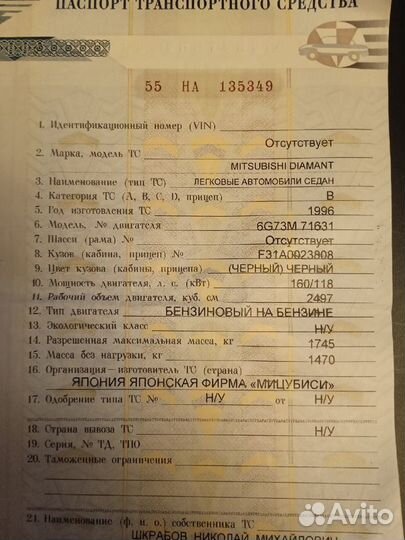 ПАСПОРТ ТРАНСПОРТНОГО СРЕДСТВА
55 НА 135349
1. Идентификационный номер (VIN)
Отсутствует
2. Марка, модель ТС
MITSUBISHI DIAMANT
3. Наименование (тип ТС) ЛЕГКОВЫЕ АВТОМОБИЛИ СЕДАН
4. Категория ТС (А, В, С, D, прицеп) В
5. Год изготовления ТС 1996
6. Модель, № двигателя 6G73M 71631
7. Шасси (рама) № Отсутствует
8. Кузов (кабина, прицеп) № F31A0023808
9. Цвет кузова (кабины, прицепа) (ЧЕРНЫЙ) ЧЕРНЫЙ
10. Мощность двигателя, л. с. (кВт) 160/118
11. Рабочий объем двигателя, куб. см 2497
12. Тип двигателя БЕНЗИНОВЫЙ НА БЕНЗИНЕ
13. Экологический класс Н/У
14. Разрешенная максимальная масса, кг 1745
15. Масса без нагрузки, кг 1470
16. Организация – изготовитель ТС (страна)
ЯПОНИЯ ЯПОНСКАЯ ФИРМА «МИЦУБИСИ»
17. Одобрение типа ТС № Н/У от Н/У
18. Страна вывоза ТС Н/У
19. Серия, № ТД, ТПО
20. Таможенные ограничения
21. Наименование (ф. и. о.) собственника ТС
ШКРАБОВ НИКОЛАЙ МИХАЙЛОВИЧ
Avito